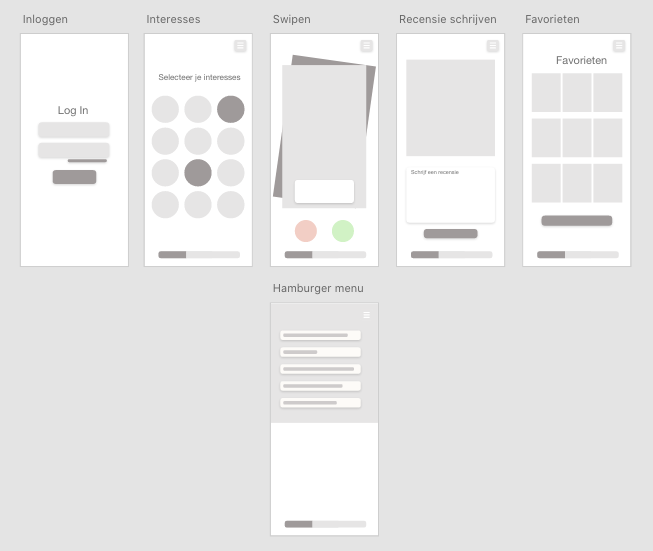 Inloggen
Interesses
Swipen
Recensie schrijven
Favorieten
Log In
Selecteer je interesses
Schrijf een recensie
Favorieten
Hamburger menu